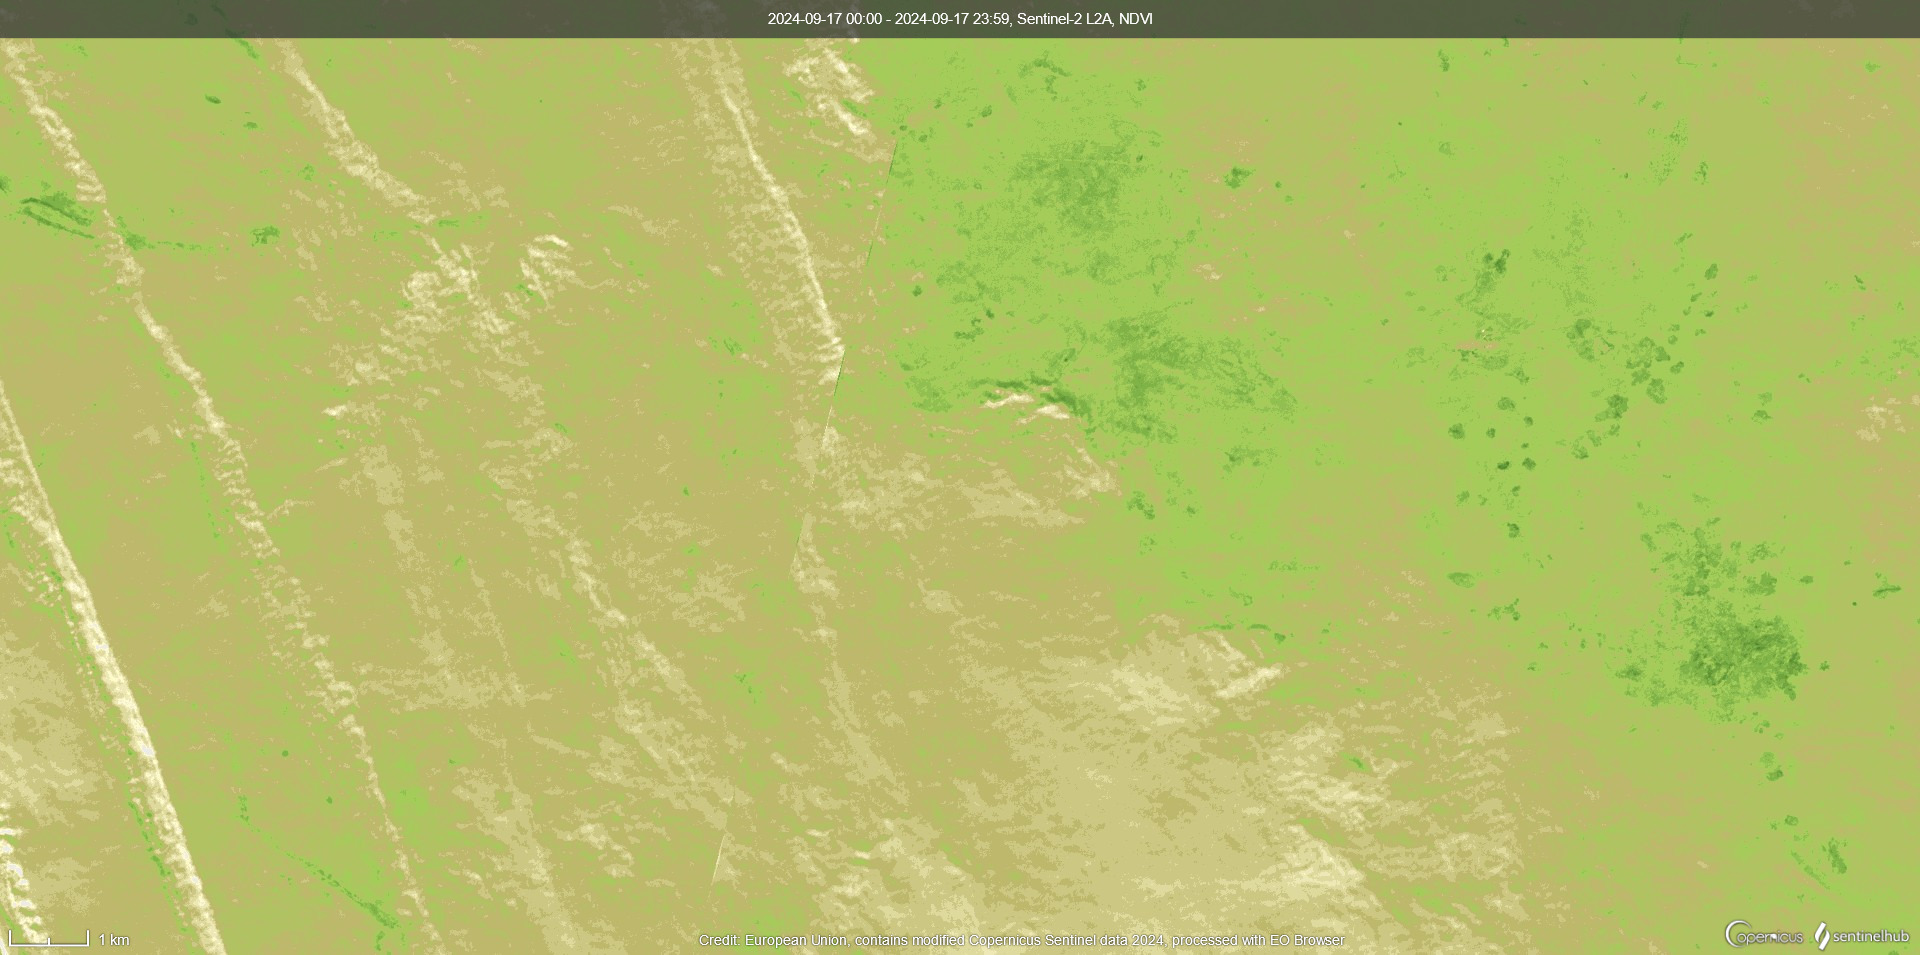 2024-09-17 00:00 - 2024-09-17 23:59, Sentinel-2 L2A, NDVI
1 km
Credit: European Union, contains modified Copernicus Sentinel data 2024, processed with EO Browser
Copernicus
sentinelhub